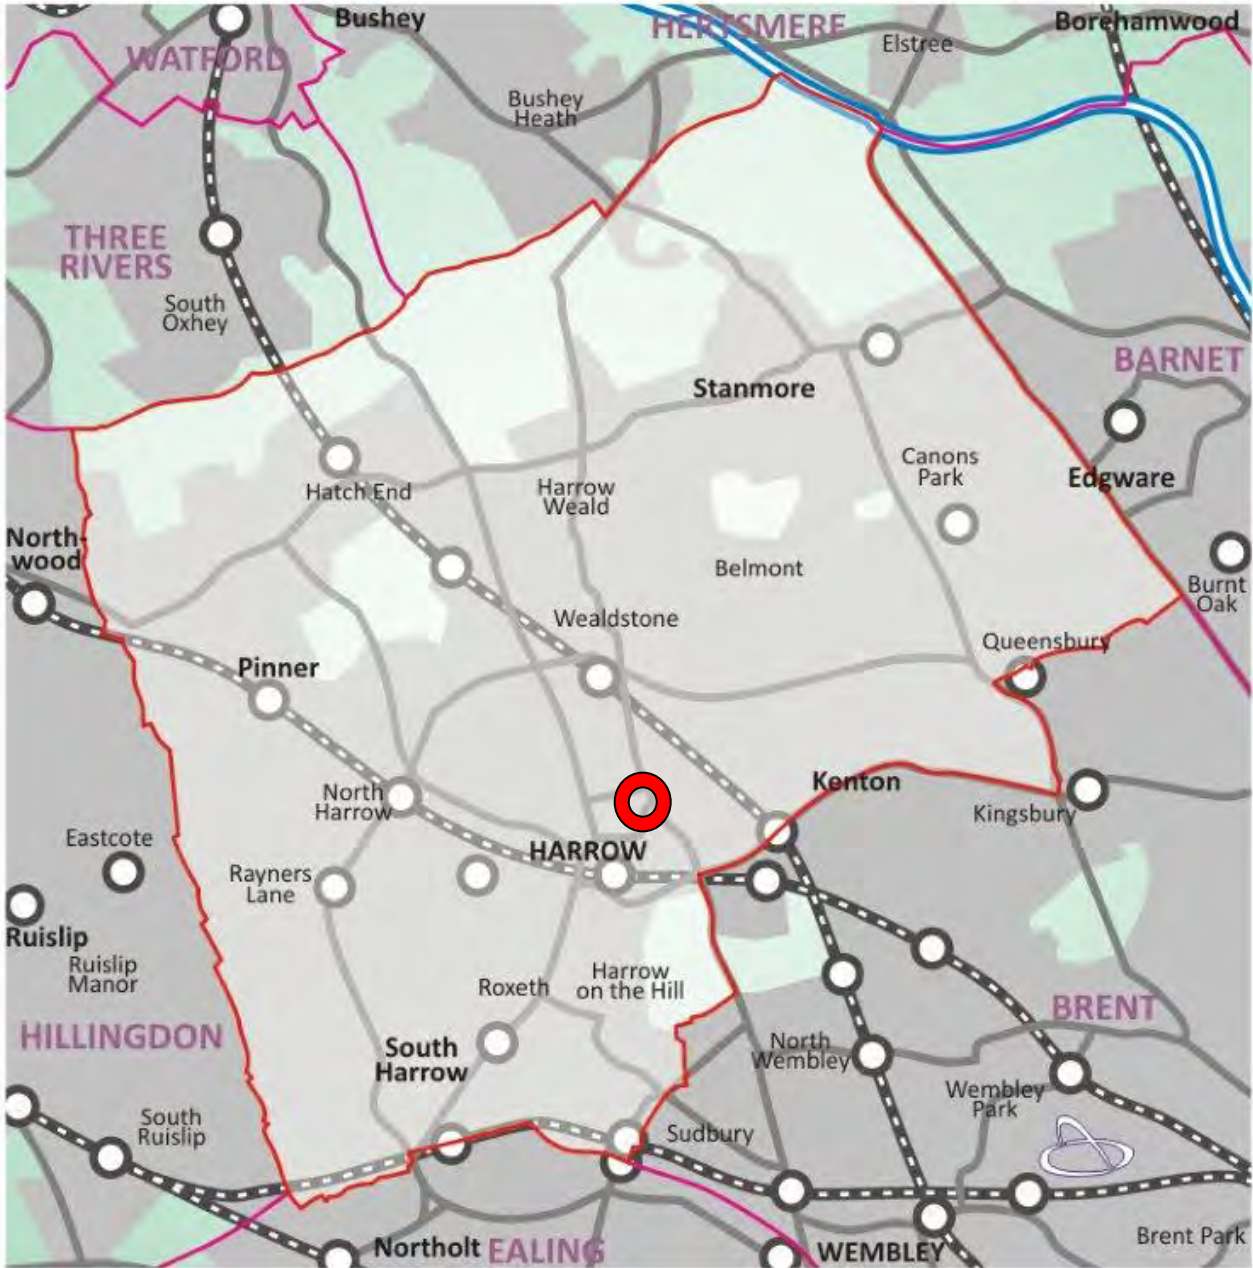 Bushey
HERTSMERE
Borehamwood
Elstree
WATFORD
Bushey
Heath
THREE
RIVERS
South
Oxhey
BARNET
Stanmore
Canons
Park
Edgware
Hatch End
Harrow
Weald
North-
wood
Belmont
Burnt
Oak
Wealdstone
Queensbury
Pinner
Kenton
North
Harrow
Kingsbury
Eastcote
HARROW
Rayners
Lane
Ruislip
Ruislip
Manor
Roxeth
Harrow
on the Hill
HILLINGDON
BRENT
South
Harrow
North
Wembley
Wembley
Park
South
Ruislip
Sudbury
Brent Park
Northolt
EALING
WEMBLEY